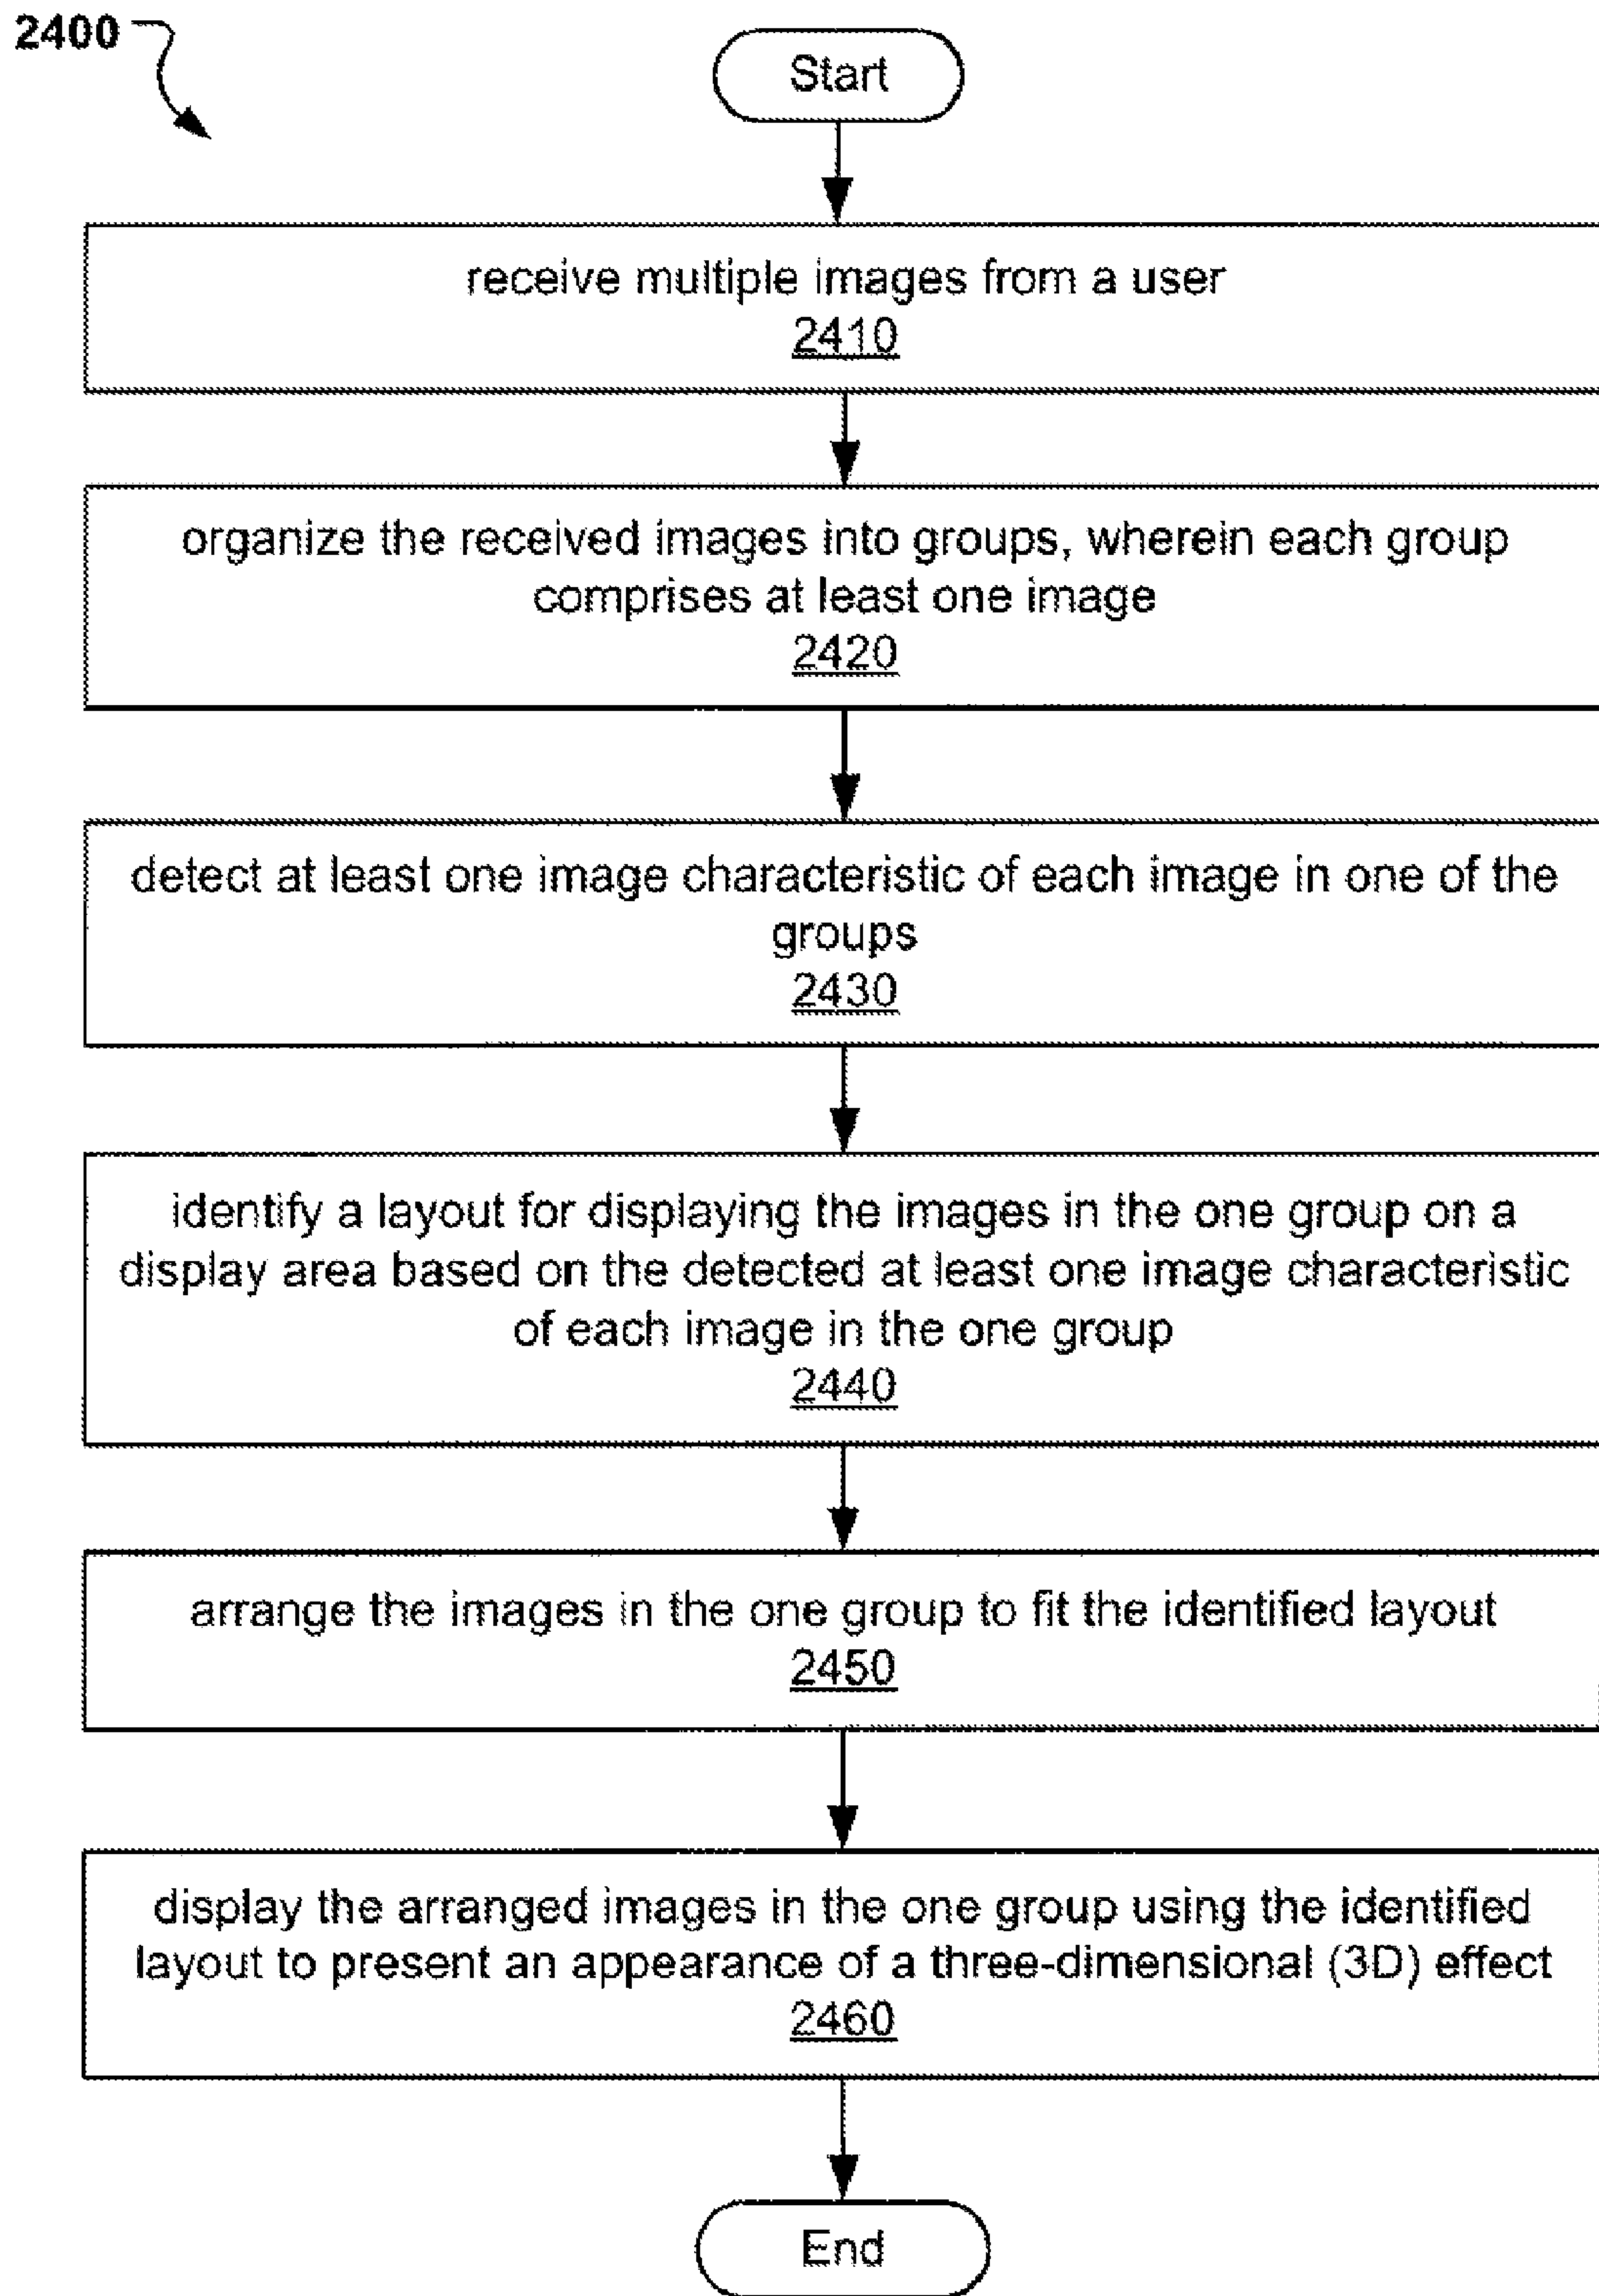 2400
Start
receive multiple images from a user
2410
organize the received images into groups, wherein each group
comprises at least one image
2420
detect at least one image characteristic of each image in one of the
groups
2430
identify a layout for displaying the images in the one group on a
display area based on the detected at least one image characteristic
of each image in the one group
2440
arrange the images in the one group to fit the identified layout
2450
display the arranged images in the one group using the identified
layout to present an appearance of a three-dimensional (3D) effect
2460
End